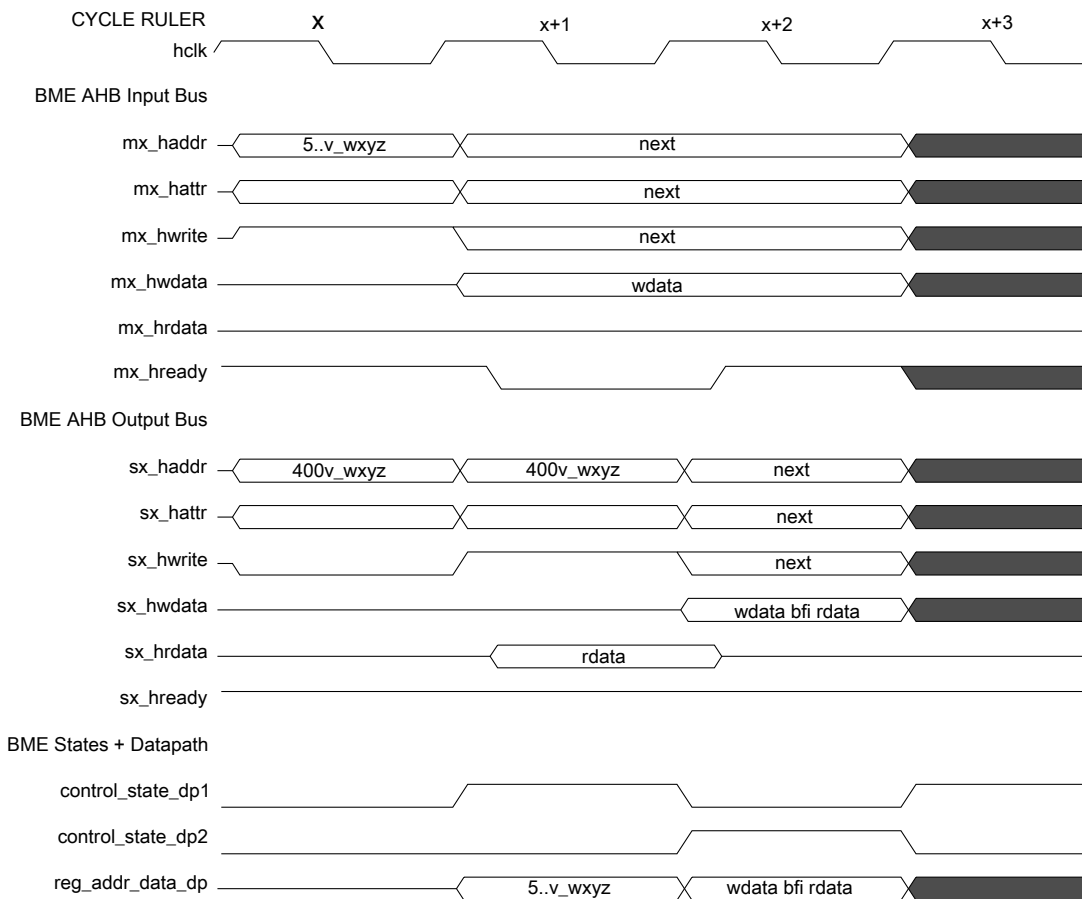 CYCLE RULER x x+1 x+2 x+3
hclk
BME AHB Input Bus
mx_haddr 5..v_wxyz next
mx_hattr next
mx_hwrite next
mx_hwdata wdata
mx_hrdata
mx_hready
BME AHB Output Bus
sx_haddr 400v_wxyz 400v_wxyz next
sx_hattr next
sx_hwrite next
sx_hwdata wdata bfi rdata
sx_hrdata rdata
sx_hready
BME States + Datapath
control_state_dp1
control_state_dp2
reg_addr_data_dp 5..v_wxyz wdata bfi rdata